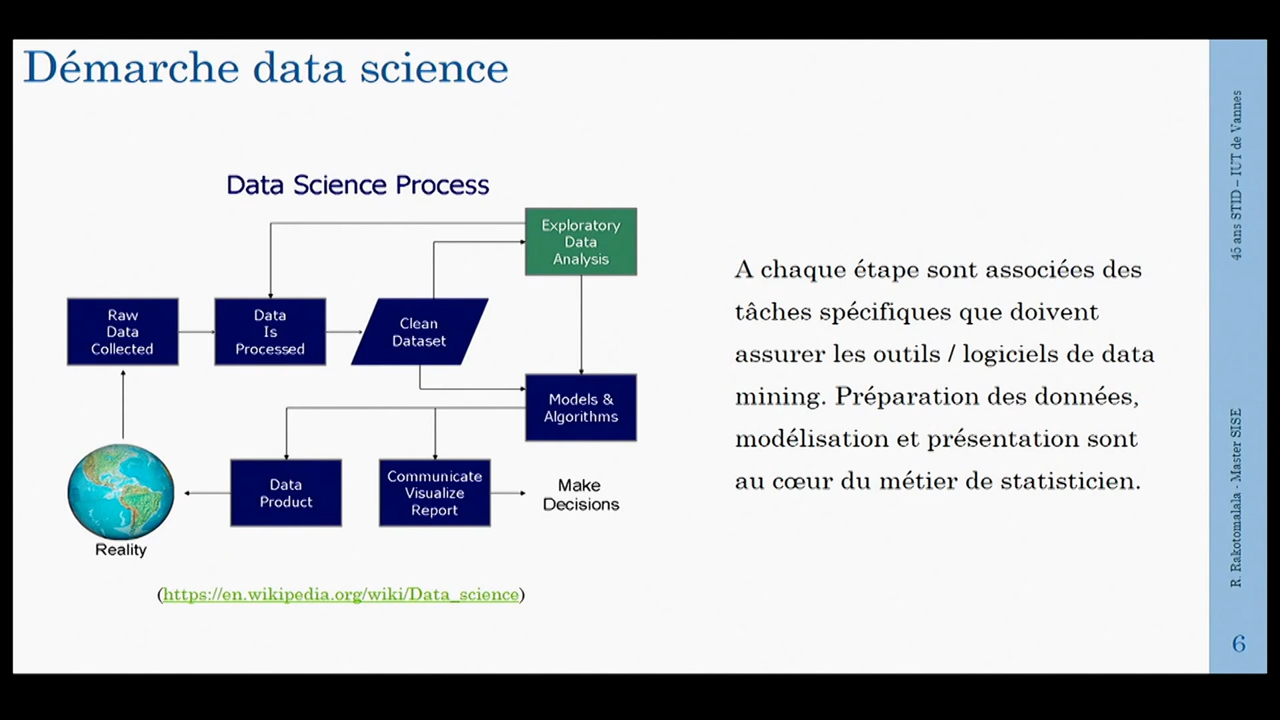 Démarche data science
Data Science Process
Exploratory
Data
Analysis
Raw
Data
Collected
Data
Is
Processed
Clean
Dataset
Models &
Algorithms
Data
Product
Communicate
Visualize
Report
Make
Decisions
Reality
(https://en.wikipedia.org/wiki/Data_science)
A chaque étape sont associées des
tâches spécifiques que doivent
assurer les outils / logiciels de data
mining. Préparation des données,
modélisation et présentation sont
au cœur du métier de statisticien.
45 ans STID – IUT de Vannes
R. Rakotomalala - Master SISE
6